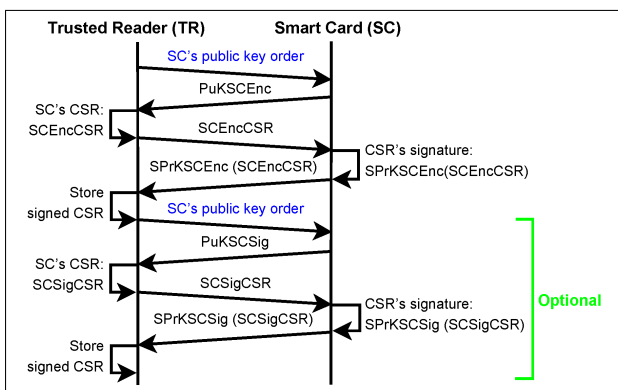 Trusted Reader (TR)
Smart Card (SC)
SC's public key order
PuKSCEnc
SC's CSR:
SCEncCSR
SCEncCSR
CSR's signature:
SPrKSCEnc(SCEncCSR)
SPrKSCEnc (SCEncCSR)
Store
signed CSR
SC's public key order
PuKSCSig
SC's CSR:
SCSigCSR
SCSigCSR
Optional
CSR's signature:
SPrKSCSig (SCSigCSR)
SPrKSCSig (SCSigCSR)
Store
signed CSR